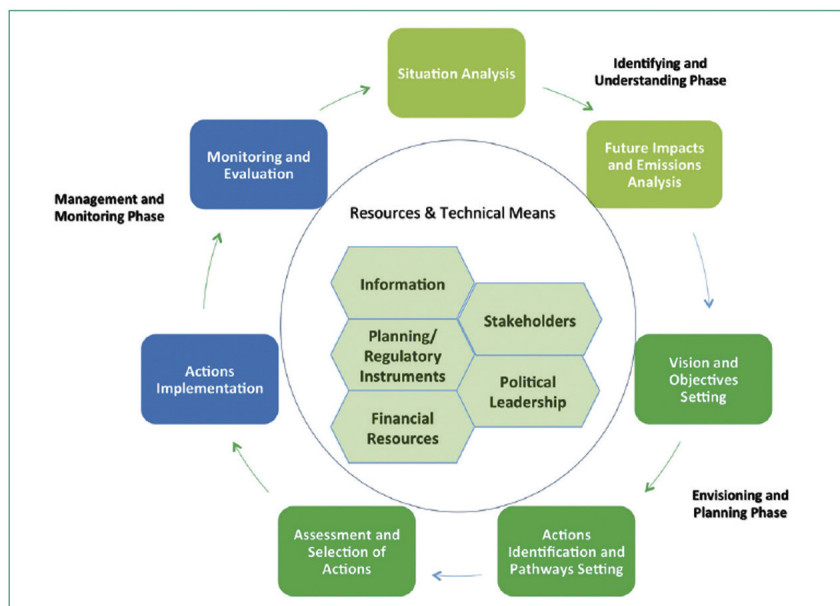 Situation Analysis
Identifying and
Understanding Phase
Future Impacts
and Emissions
Analysis
Vision and
Objectives
Setting
Envisioning and
Planning Phase
Actions
Identification and
Pathways Setting
Assessment and
Selection of
Actions
Actions
Implementation
Management and
Monitoring Phase
Monitoring and
Evaluation
Resources & Technical Means
Information
Stakeholders
Planning/
Regulatory
Instruments
Political
Leadership
Financial
Resources